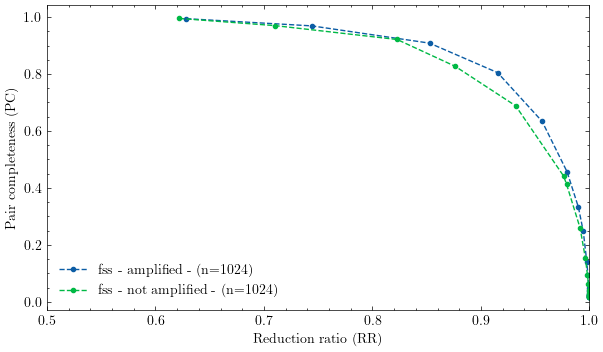 Pair completeness (PC)
1.0
0.8
0.6
0.4
0.2
0.0
fss - amplified - (n=1024)
fss - not amplified - (n=1024)
0.5 0.6 0.7 0.8 0.9 1.0
Reduction ratio (RR)